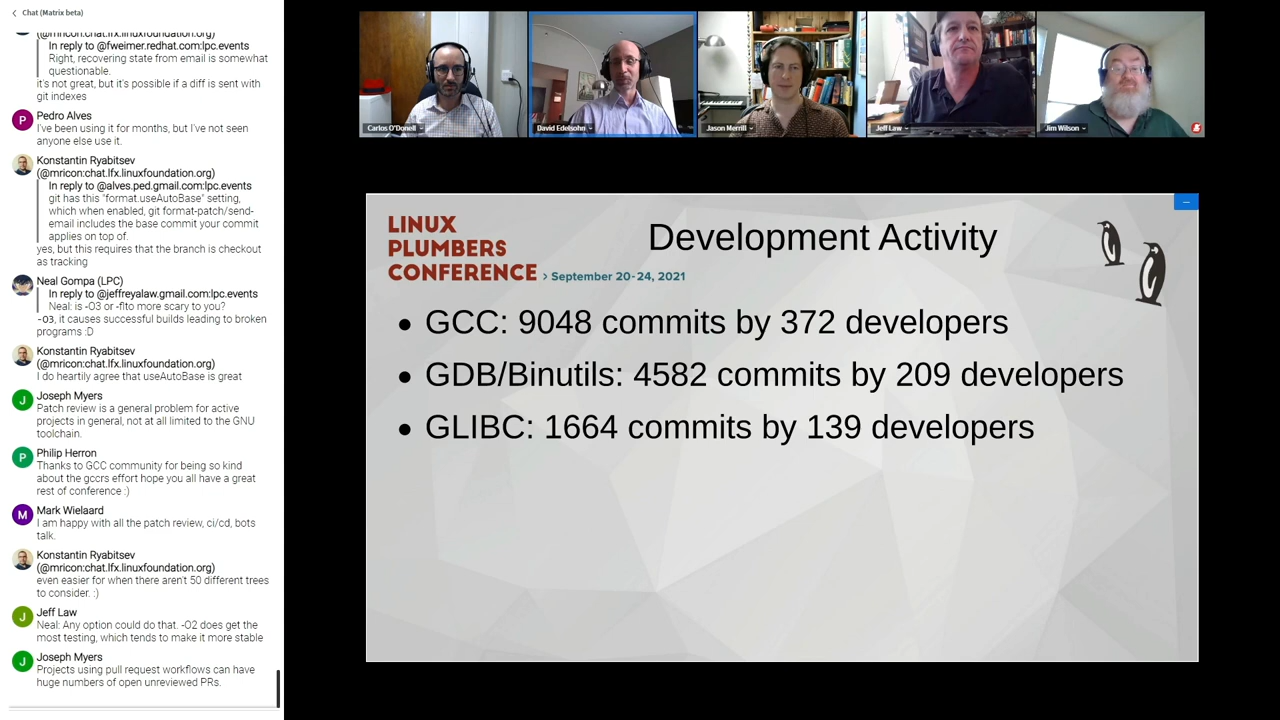 Chat (Matrix beta)
(@mricon:chat.lfx.linuxfoundation.org)
In reply to @fweimer.redhat.com:lpc.events
Right, recovering state from email is somewhat
questionable.
it's not great, but it's possible if a diff is sent with
git indexes
P
Pedro Alves
I've been using it for months, but I've not seen
anyone else use it.
Konstantin Ryabitsev
(@mricon:chat.lfx.linuxfoundation.org)
In reply to @alves.ped.gmail.com:lpc.events
git has this "format.useAutoBase" setting,
which when enabled, git format-patch/send-
email includes the base commit your commit
applies on top of.
yes, but this requires that the branch is checkout
as tracking
Neal Gompa (LPC)
In reply to @jeffreyalaw.gmail.com:lpc.events
Neal: is -O3 or -flto more scary to you?
-O3, it causes successful builds leading to broken
programs :D
Konstantin Ryabitsev
(@mricon:chat.lfx.linuxfoundation.org)
I do heartily agree that useAutoBase is great
J
Joseph Myers
Patch review is a general problem for active
projects in general, not at all limited to the GNU
toolchain.
P
Philip Herron
Thanks to GCC community for being so kind
about the gccrs effort hope you all have a great
rest of conference :)
M
Mark Wielaard
I am happy with all the patch review, ci/cd, bots
talk.
Konstantin Ryabitsev
(@mricon:chat.lfx.linuxfoundation.org)
even easier for when there aren't 50 different trees
to consider. :)
J
Jeff Law
Neal: Any option could do that. -O2 does get the
most testing, which tends to make it more stable
J
Joseph Myers
Projects using pull request workflows can have
huge numbers of open unreviewed PRs.
Carlos O'Donell
David Edelsohn
Jason Merrill
Jeff Law
Jim Wilson
LINUX
PLUMBERS
CONFERENCE > September 20-24, 2021
Development Activity
• GCC: 9048 commits by 372 developers
• GDB/Binutils: 4582 commits by 209 developers
• GLIBC: 1664 commits by 139 developers